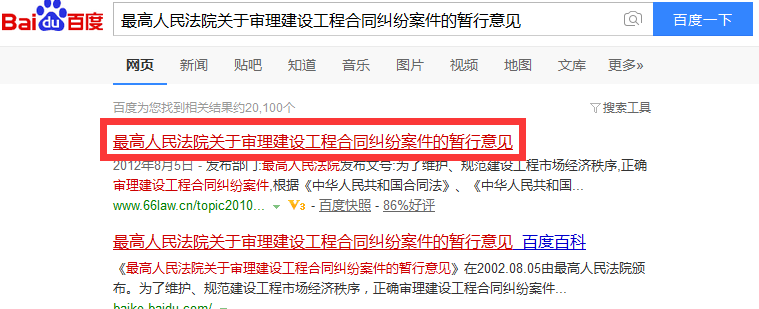 Bai du 百度 最高人民法院关于审理建设工程合同纠纷案件的暂行意见 百度一下
网页 新闻 贴吧 知道 音乐 图片 视频 地图 文库 更多»
百度为您找到相关结果约20,100个 搜索工具
最高人民法院关于审理建设工程合同纠纷案件的暂行意见
2012年8月5日 - 发布部门:最高人民法院发布文号:为了维护、规范建设工程市场经济秩序,正确
审理建设工程合同纠纷案件,根据《中华人民共和国合同法》、《中华人民共和国...
www.66law.cn/topic2010... V3 - 百度快照 - 86%好评
最高人民法院关于审理建设工程合同纠纷案件的暂行意见_百度百科
《最高人民法院关于审理建设工程合同纠纷案件的暂行意见》在2002.08.05由最高人民法院颁
布。为了维护、规范建设工程市场经济秩序，正确审理建设工程合同纠纷案件...
baike.baidu.com/